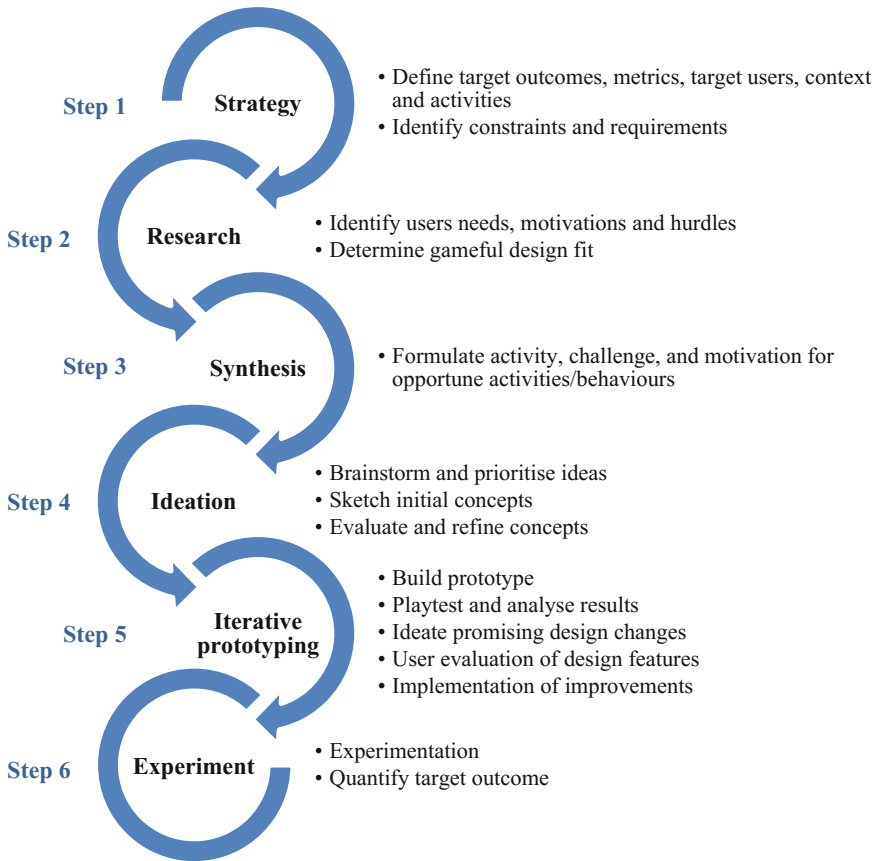 Step 1
Strategy
• Define target outcomes, metrics, target users, context
and activities
• Identify constraints and requirements
Step 2
Research
• Identify users needs, motivations and hurdles
• Determine gameful design fit
Step 3
Synthesis
• Formulate activity, challenge, and motivation for
opportune activities/behaviours
Step 4
Ideation
• Brainstorm and prioritise ideas
• Sketch initial concepts
• Evaluate and refine concepts
Step 5
Iterative
prototyping
• Build prototype
• Playtest and analyse results
• Ideate promising design changes
• User evaluation of design features
• Implementation of improvements
Step 6
Experiment
• Experimentation
• Quantify target outcome